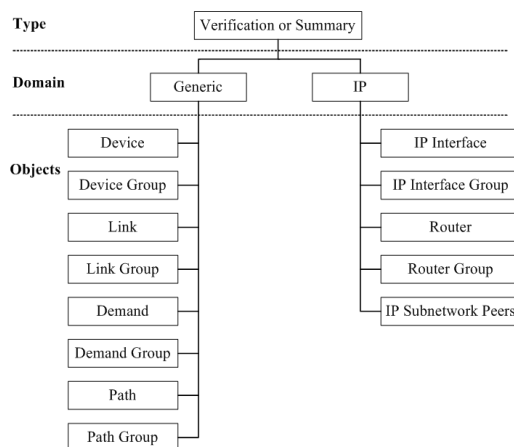 Type
Verification or Summary
Domain
Generic
IP
Objects
Device
Device Group
Link
Link Group
Demand
Demand Group
Path
Path Group
IP Interface
IP Interface Group
Router
Router Group
IP Subnetwork Peers